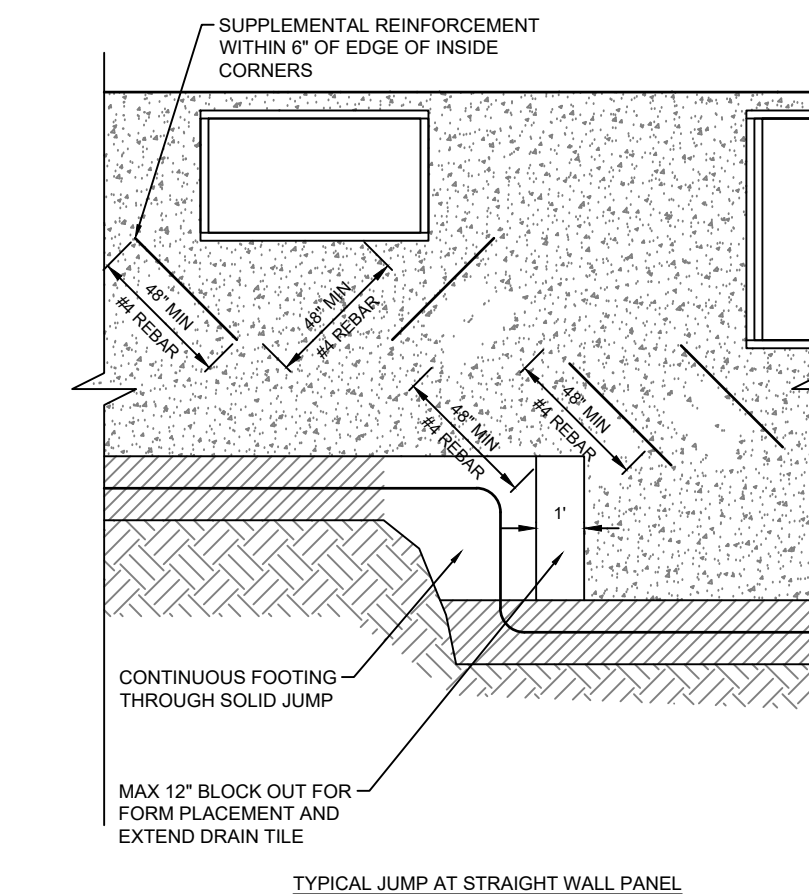 SUPPLEMENTAL REINFORCEMENT
WITHIN 6" OF EDGE OF INSIDE
CORNERS
48" MIN
#4 REBAR
48" MIN
#4 REBAR
48" MIN
#4 REBAR
48" MIN
#4 REBAR
1'
CONTINUOUS FOOTING
THROUGH SOLID JUMP
MAX 12" BLOCK OUT FOR
FORM PLACEMENT AND
EXTEND DRAIN TILE
TYPICAL JUMP AT STRAIGHT WALL PANEL